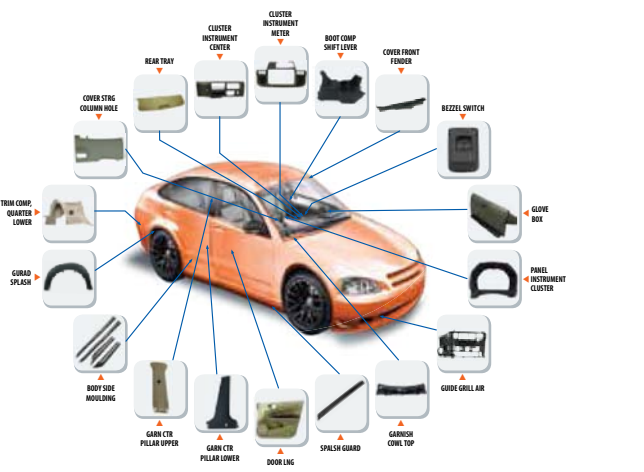 CLUSTER
INSTRUMENT
METER
CLUSTER
INSTRUMENT
CENTER
BOOT COMP
SHIFT LEVER
REAR TRAY
COVER FRONT
FENDER
COVER STRG
COLUMN HOLE
BEZZEL SWITCH
TRIM COMP,
QUARTER
LOWER
GLOVE
BOX
GURAD
SPLASH
PANEL
INSTRUMENT
CLUSTER
BODY SIDE
MOULDING
GUIDE GRILL AIR
GARN CTR
PILLAR UPPER
GARN CTR
PILLAR LOWER
DOOR LNG
SPALSH GUARD
GARNISH
COWL TOP